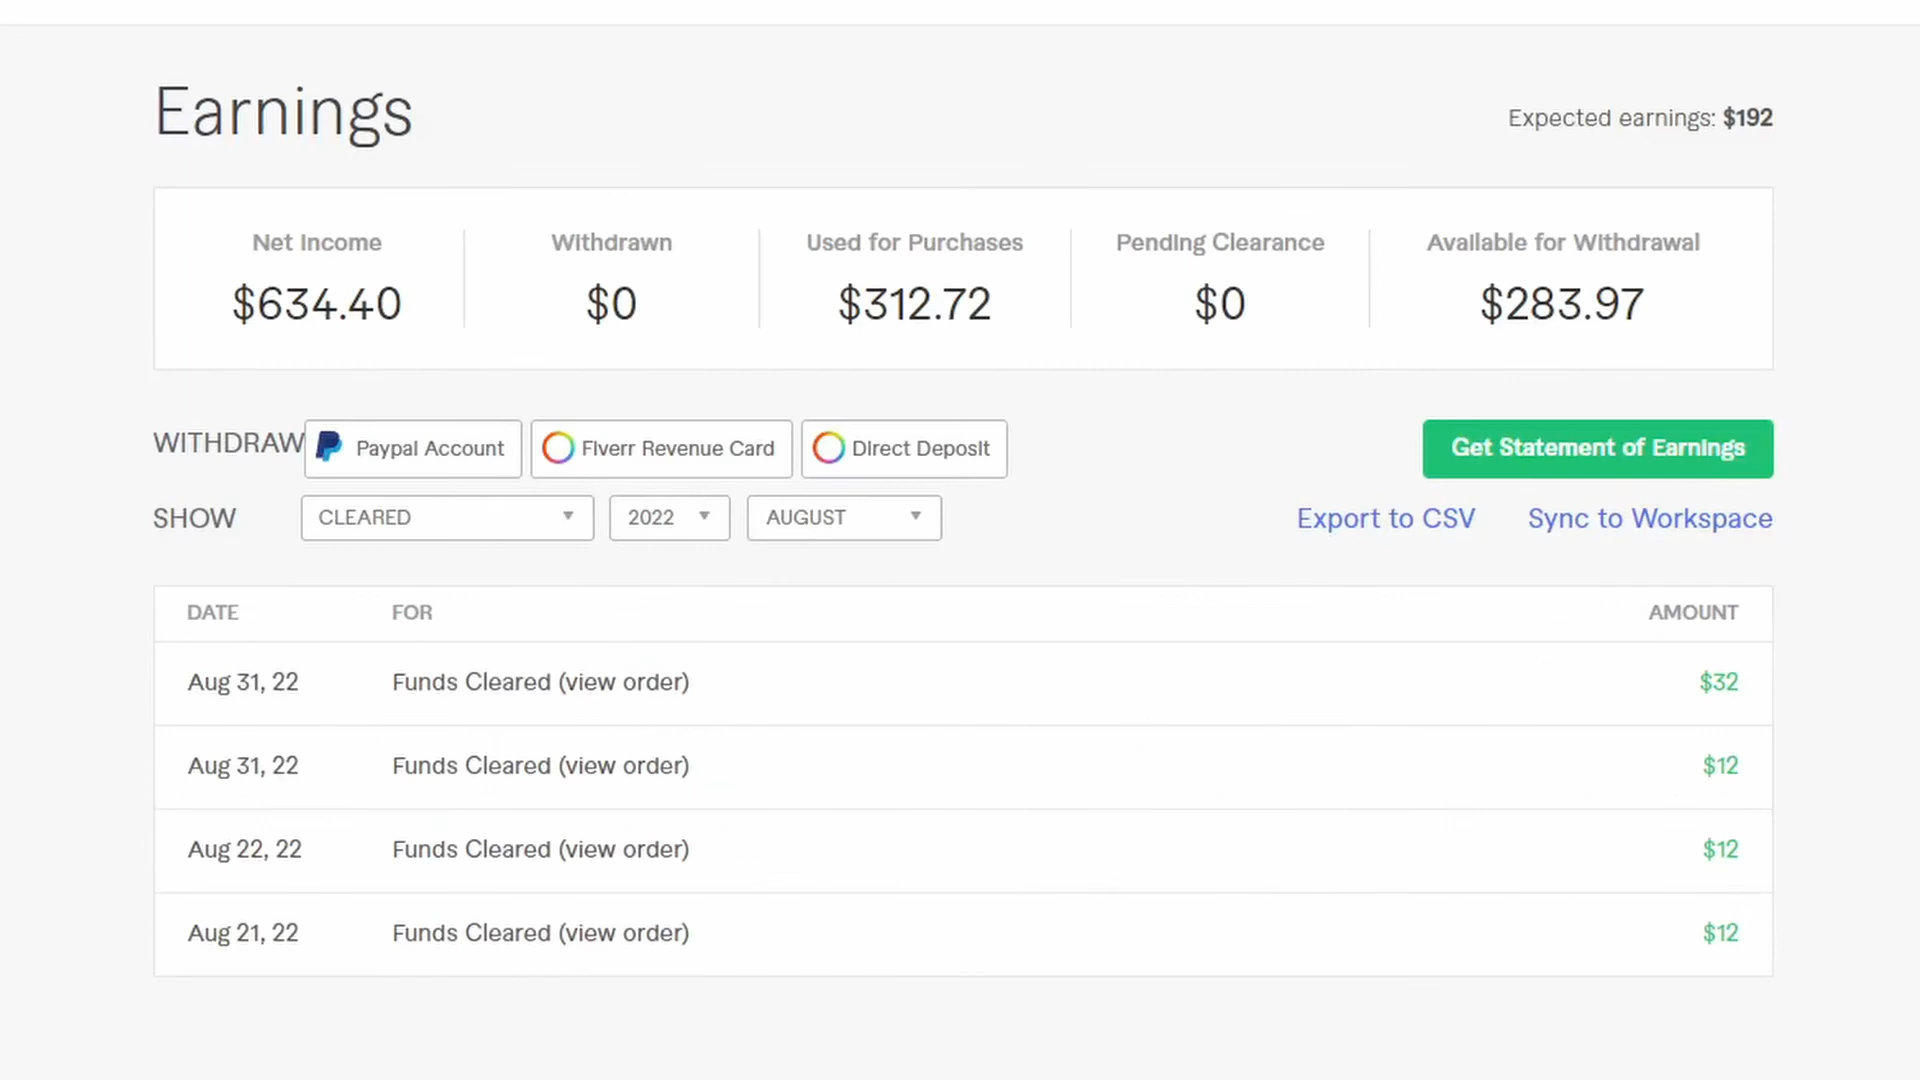 Earnings
Expected earnings: $192
Net Income Withdrawn Used for Purchases Pending Clearance Available for Withdrawal
$634.40 $0 $312.72 $0 $283.97
WITHDRAW Paypal Account Fiverr Revenue Card Direct Deposit Get Statement of Earnings
SHOW CLEARED 2022 AUGUST Export to CSV Sync to Workspace
DATE FOR AMOUNT
Aug 31, 22 Funds Cleared (view order) $32
Aug 31, 22 Funds Cleared (view order) $12
Aug 22, 22 Funds Cleared (view order) $12
Aug 21, 22 Funds Cleared (view order) $12